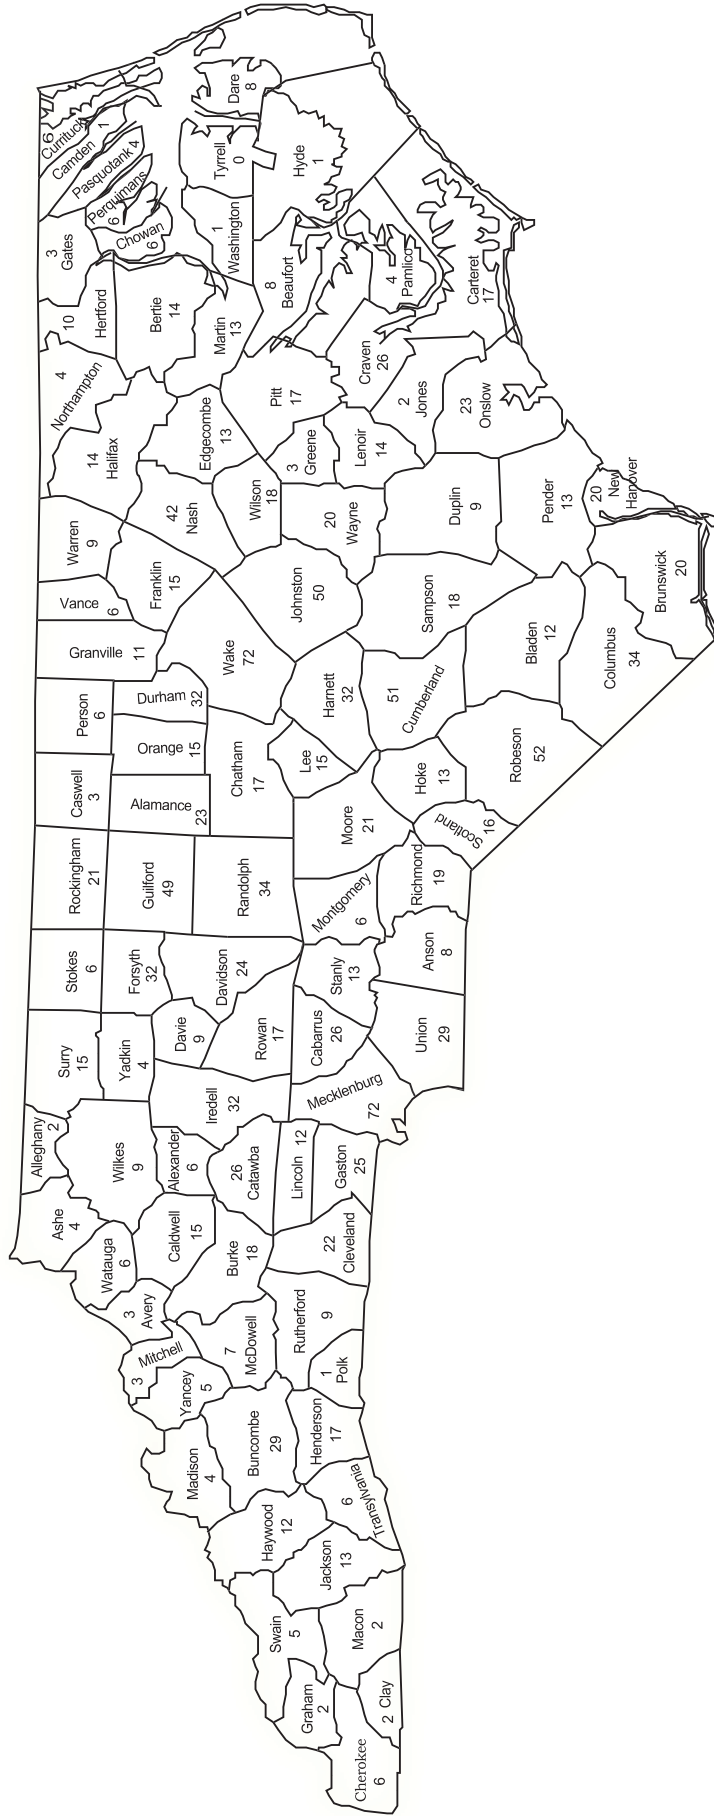 Cherokee
6
Graham
2
Clay
2
Swain
5
Macon
2
Jackson
13
Haywood
12
Transylvania
6
Madison
4
Buncombe
29
Henderson
17
Yancey
5
Mitchell
3
Avery
3
McDowell
7
Rutherford
9
Polk
1
Ashe
4
Watauga
6
Caldwell
15
Burke
18
Cleveland
22
Alleghany
2
Wilkes
9
Alexander
6
Catawba
26
Lincoln 12
Gaston
25
Surry
15
Yadkin
4
Iredell
32
Mecklenburg
72
Davie
9
Rowan
17
Cabarrus
26
Union
29
Stokes
6
Forsyth
32
Davidson
24
Stanly
13
Anson
8
Rockingham
21
Guilford
49
Randolph
34
Montgomery
6
Richmond
19
Caswell
3
Alamance
23
Moore
21
Scotland
16
Person
6
Orange 15
Durham 32
Chatham
17
Lee
15
Hoke
13
Robeson
52
Granville 11
Wake
72
Harnett
32
Cumberland
51
Columbus
34
Bladen
12
Vance 6
Franklin
15
Johnston
50
Sampson
18
Brunswick
20
Warren
9
Nash
42
Wilson
18
Wayne
20
Duplin
9
Pender
13
New
Hanover
20
Halifax
14
Northampton
4
Edgecombe
13
Greene
3
Lenoir
14
Pitt
17
Jones
2
Onslow
23
Craven
26
Hertford
10
Bertie
14
Martin
13
Beaufort
8
Pamlico
4
Carteret
17
Gates
3
Chowan
6
Perquimans
6
Pasquotank 4
Camden 1
Currituck
6
Washington
1
Tyrrell
0
Hyde
1
Dare
8